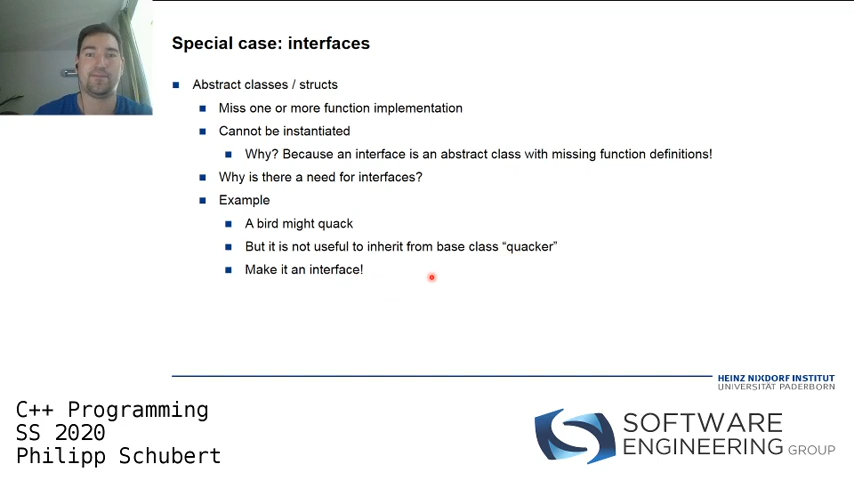 Special case: interfaces
Abstract classes / structs
Miss one or more function implementation
Cannot be instantiated
Why? Because an interface is an abstract class with missing function definitions!
Why is there a need for interfaces?
Example
A bird might quack
But it is not useful to inherit from base class “quacker”
Make it an interface!
HEINZ NIXDORF INSTITUT
UNIVERSITÄT PADERBORN
C++ Programming
SS 2020
Philipp Schubert
SOFTWARE
ENGINEERING GROUP